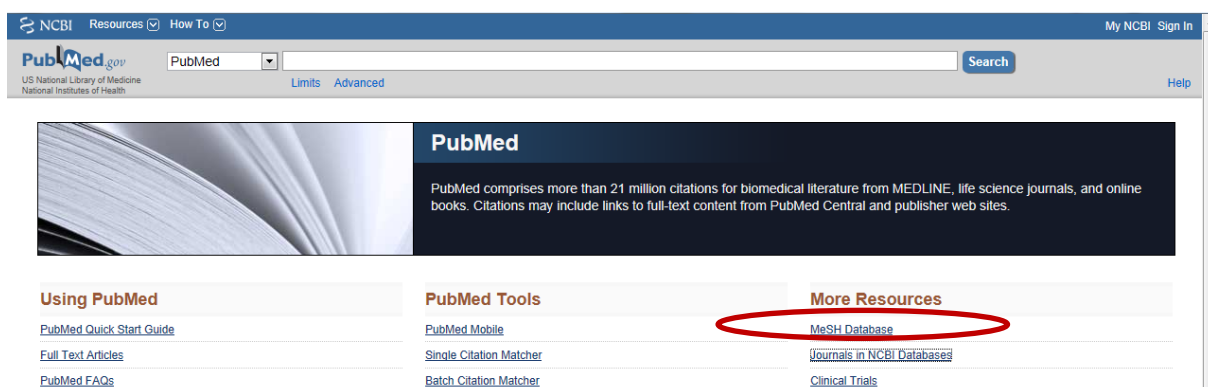 NCBI Resources How To My NCBI Sign In
PubMed.gov PubMed Search
US National Library of Medicine
National Institutes of Health
Limits Advanced Help
PubMed
PubMed comprises more than 21 million citations for biomedical literature from MEDLINE, life science journals, and online
books. Citations may include links to full-text content from PubMed Central and publisher web sites.
Using PubMed
PubMed Quick Start Guide
Full Text Articles
PubMed FAQs
PubMed Tools
PubMed Mobile
Single Citation Matcher
Batch Citation Matcher
More Resources
MeSH Database
Journals in NCBI Databases
Clinical Trials